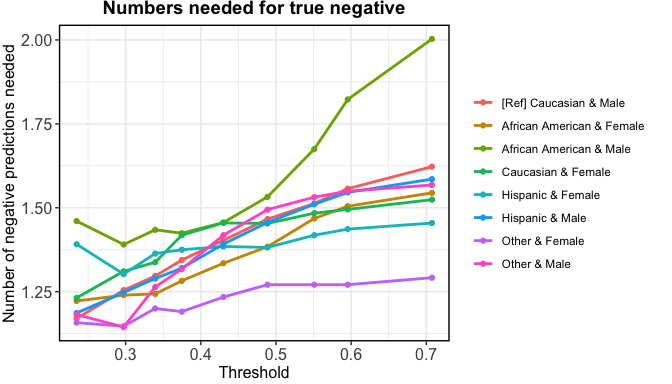 Numbers needed for true negative
Number of negative predictions needed
2.00
1.75
1.50
1.25
0.3 0.4 0.5 0.6 0.7
Threshold
[Ref] Caucasian & Male
African American & Female
African American & Male
Caucasian & Female
Hispanic & Female
Hispanic & Male
Other & Female
Other & Male